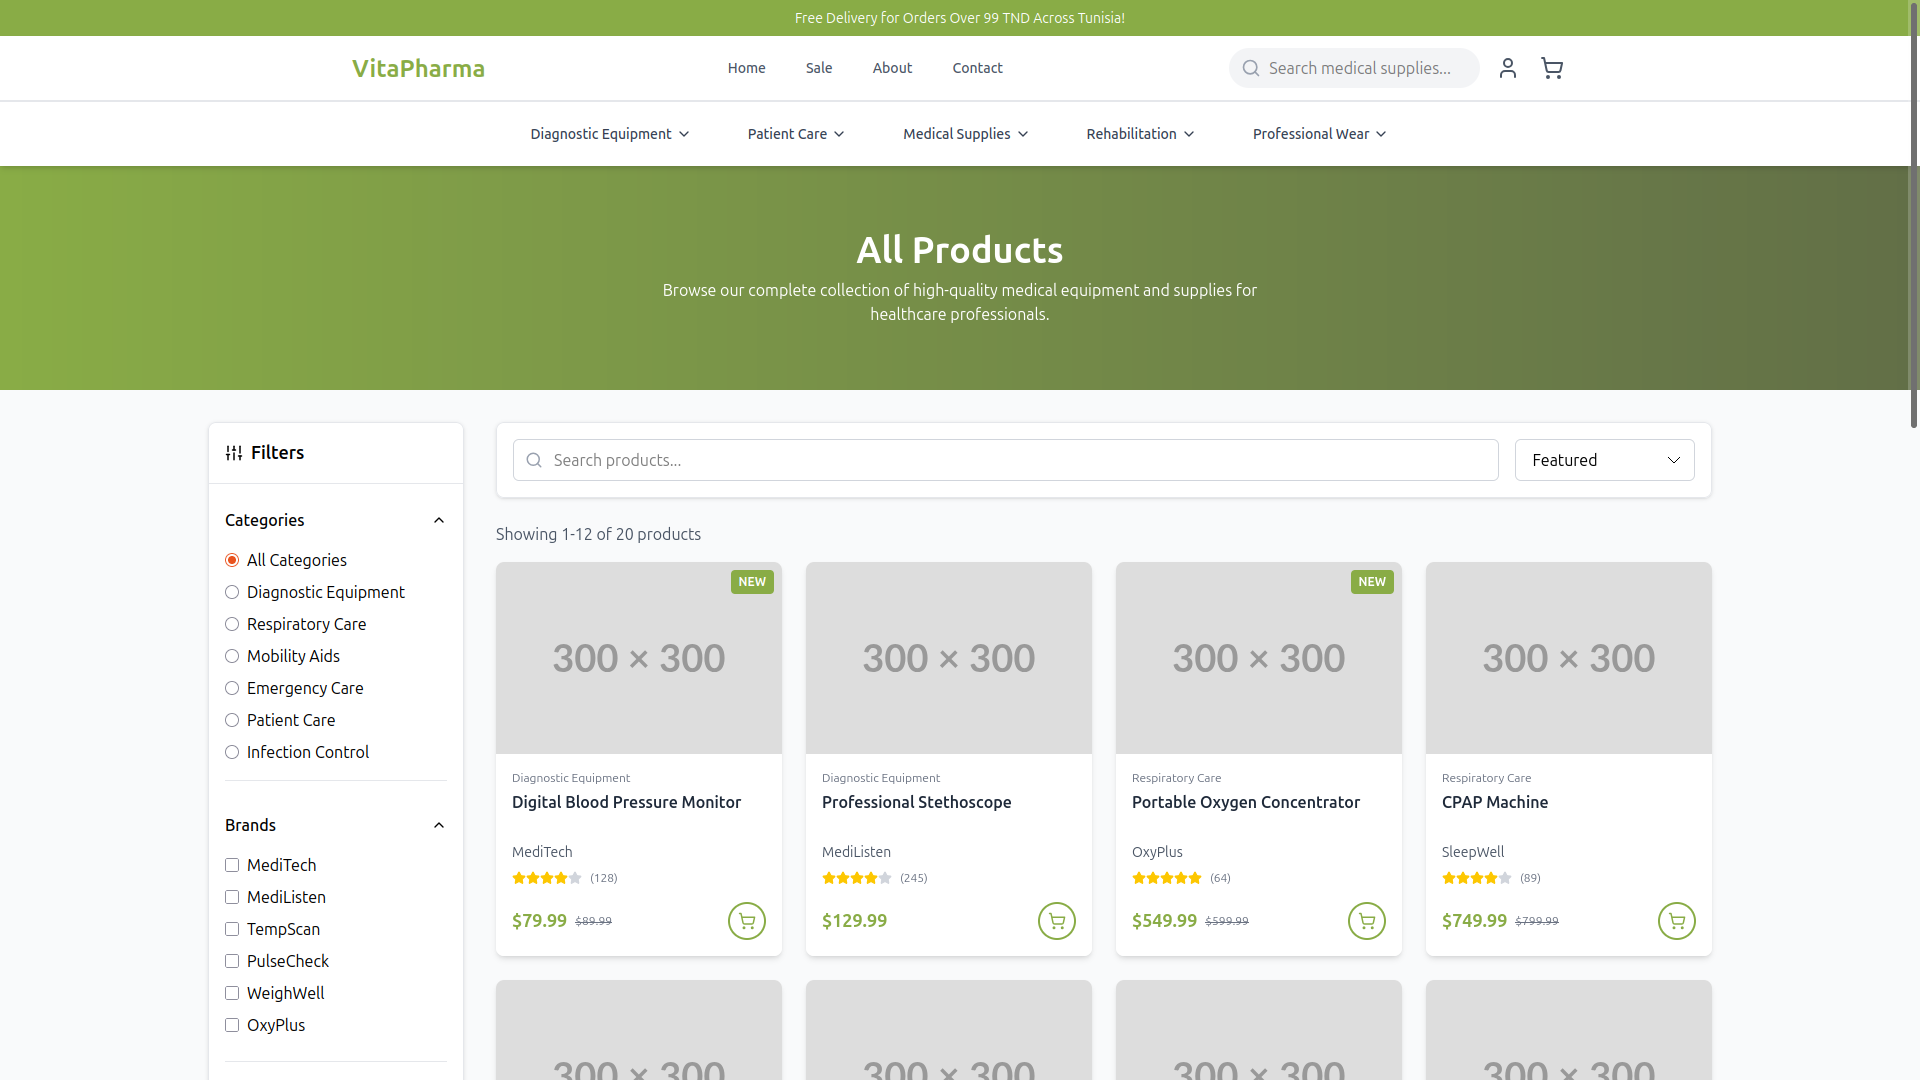 Free Delivery for Orders Over 99 TND Across Tunisia!
VitaPharma
Home
Sale
About
Contact
Search medical supplies...
Diagnostic Equipment
Patient Care
Medical Supplies
Rehabilitation
Professional Wear
All Products
Browse our complete collection of high-quality medical equipment and supplies for
healthcare professionals.
Filters
Categories
All Categories
Diagnostic Equipment
Respiratory Care
Mobility Aids
Emergency Care
Patient Care
Infection Control
Brands
MediTech
MediListen
TempScan
PulseCheck
WeighWell
OxyPlus
Search products...
Featured
Showing 1-12 of 20 products
NEW
300 × 300
Diagnostic Equipment
Digital Blood Pressure Monitor
MediTech
(128)
$79.99 $89.99
300 × 300
Diagnostic Equipment
Professional Stethoscope
MediListen
(245)
$129.99
NEW
300 × 300
Respiratory Care
Portable Oxygen Concentrator
OxyPlus
(64)
$549.99 $599.99
300 × 300
Respiratory Care
CPAP Machine
SleepWell
(89)
$749.99 $799.99
300 × 300
300 × 300
300 × 300
300 × 300